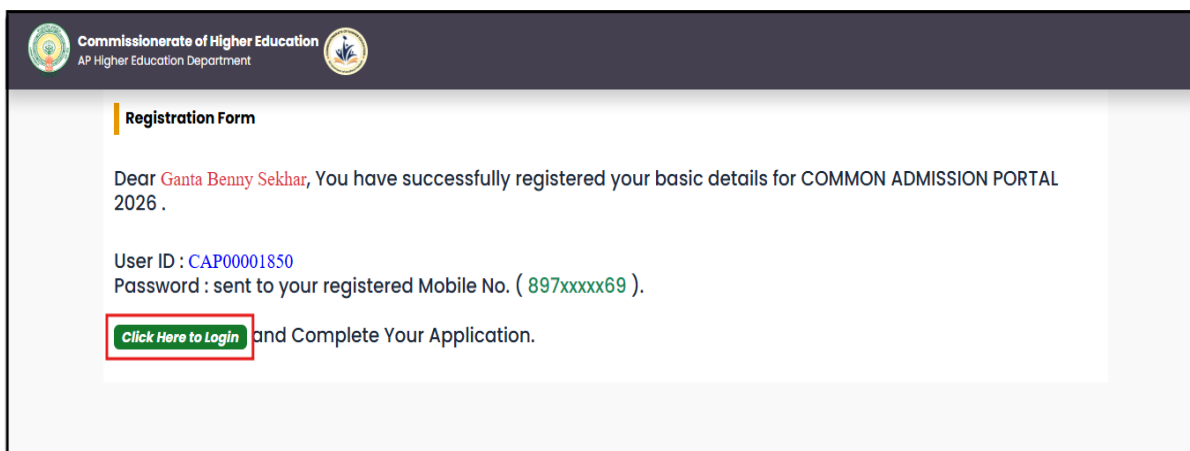 Commissionerate of Higher Education
AP Higher Education Department
Registration Form
Dear Ganta Benny Sekhar, You have successfully registered your basic details for COMMON ADMISSION PORTAL
2026 .
User ID : CAP00001850
Password : sent to your registered Mobile No. ( 897xxxxx69 ).
Click Here to Login and Complete Your Application.